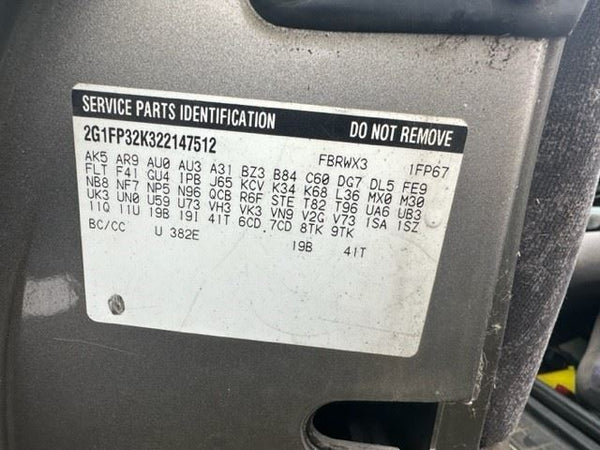 SERVICE PARTS IDENTIFICATION DO NOT REMOVE
2G1FP32K322147512 FBRWX3 1FP67
AK5 AR9 AU0 AU3 A31 BZ3 B84 C60 DG7 DL5 FE9
FLT F41 GU4 IPB J65 KCV K34 K68 L36 MX0 M30
NB8 NF7 NP5 N96 QCB R6F STE T82 T96 UA6 UB3
UK3 UN0 U59 U73 VH3 VK3 VN9 V2G V73 1SA 1SZ
11Q 11U 19B 19I 41T 6CD 7CD 8TK 9TK
BC/CC U 382E 19B 41T